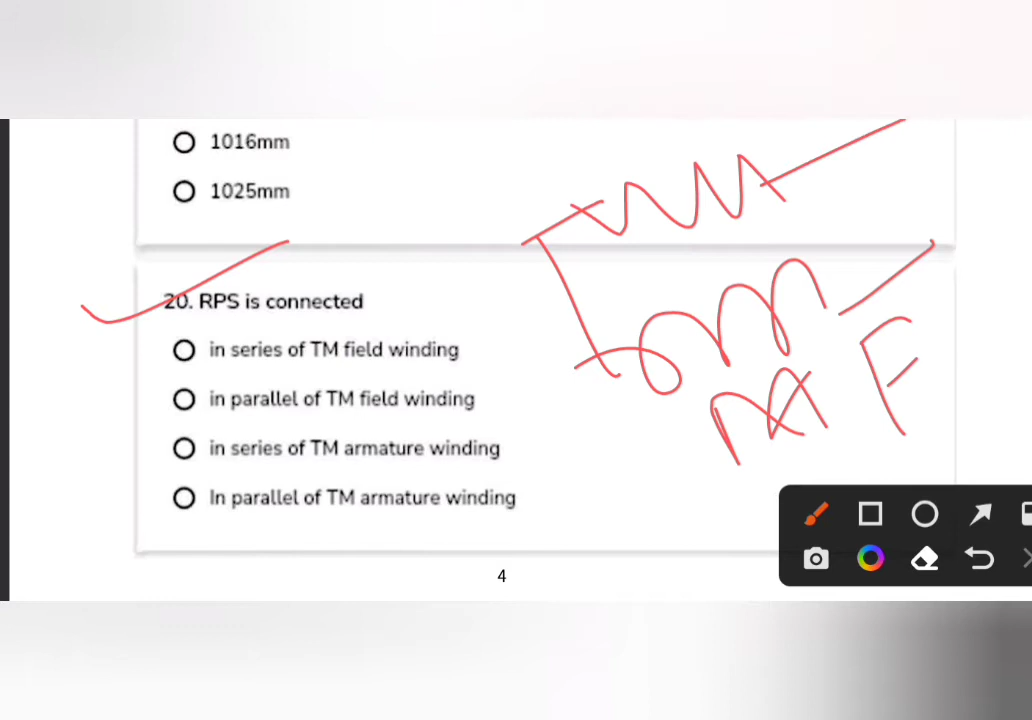 1016mm
1025mm
20. RPS is connected
in series of TM field winding
in parallel of TM field winding
in series of TM armature winding
In parallel of TM armature winding
F
4